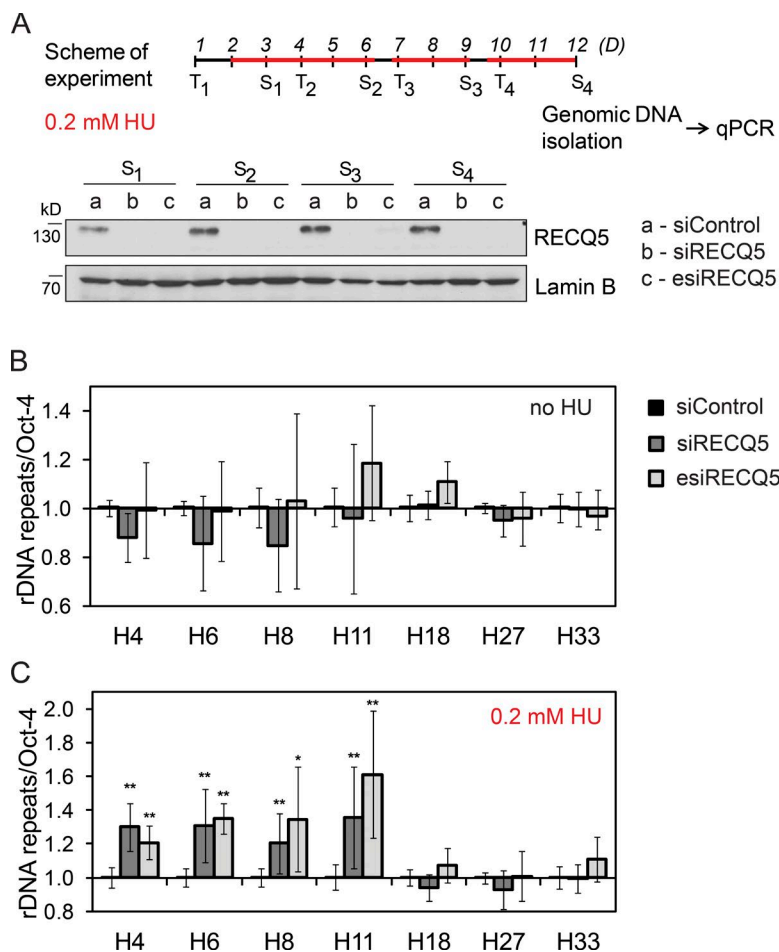 A
Scheme of experiment
1 2 3 4 5 6 7 8 9 10 11 12 (D)
T1 S1 T2 S2 T3 S3 T4 S4
0.2 mM HU
Genomic DNA isolation → qPCR
S1 S2 S3 S4
kD a b c a b c a b c a b c
130 RECQ5
70 Lamin B
a - siControl
b - siRECQ5
c - esiRECQ5
B
no HU
rDNA repeats/Oct-4
1.4
1.2
1.0
0.8
0.6
H4 H6 H8 H11 H18 H27 H33
siControl
siRECQ5
esiRECQ5
C
0.2 mM HU
rDNA repeats/Oct-4
2.0
1.8
1.6
1.4
1.2
1.0
0.8
** ** ** ** ** * ** **
H4 H6 H8 H11 H18 H27 H33